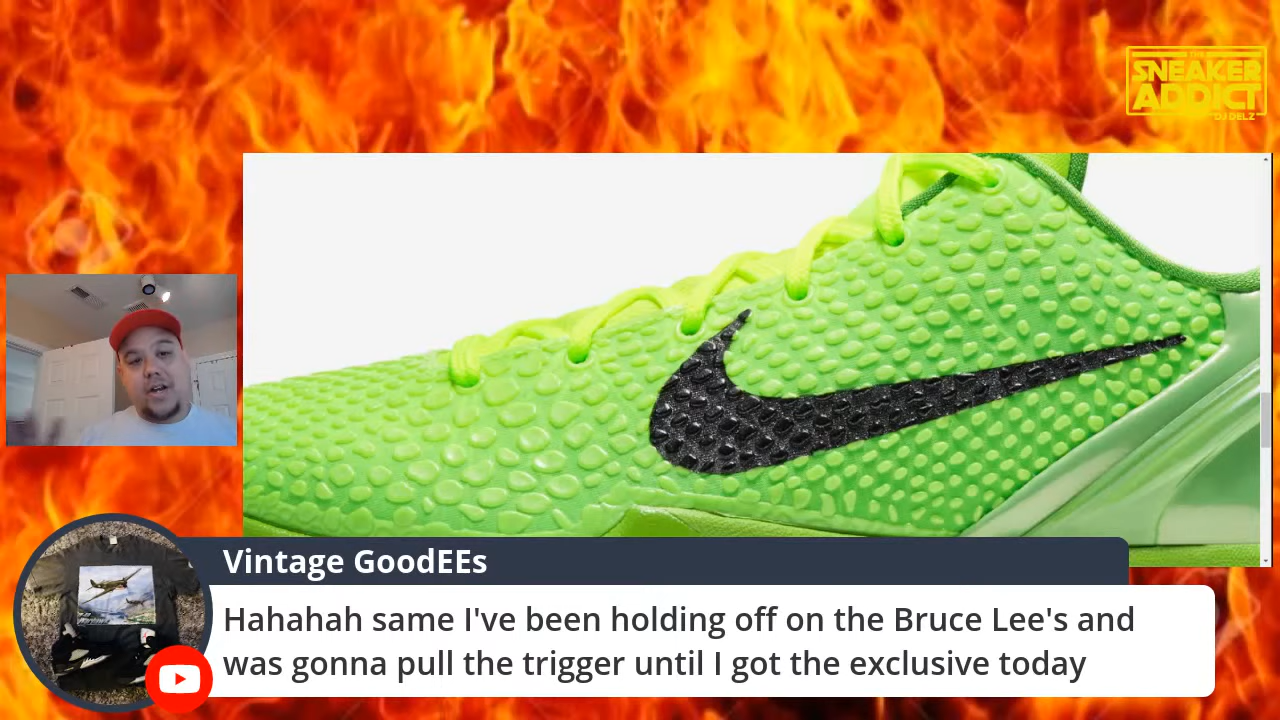 THE
SNEAKER
ADDICT
DJ DELZ
Vintage GoodEEs
Hahahah same I've been holding off on the Bruce Lee's and
was gonna pull the trigger until I got the exclusive today